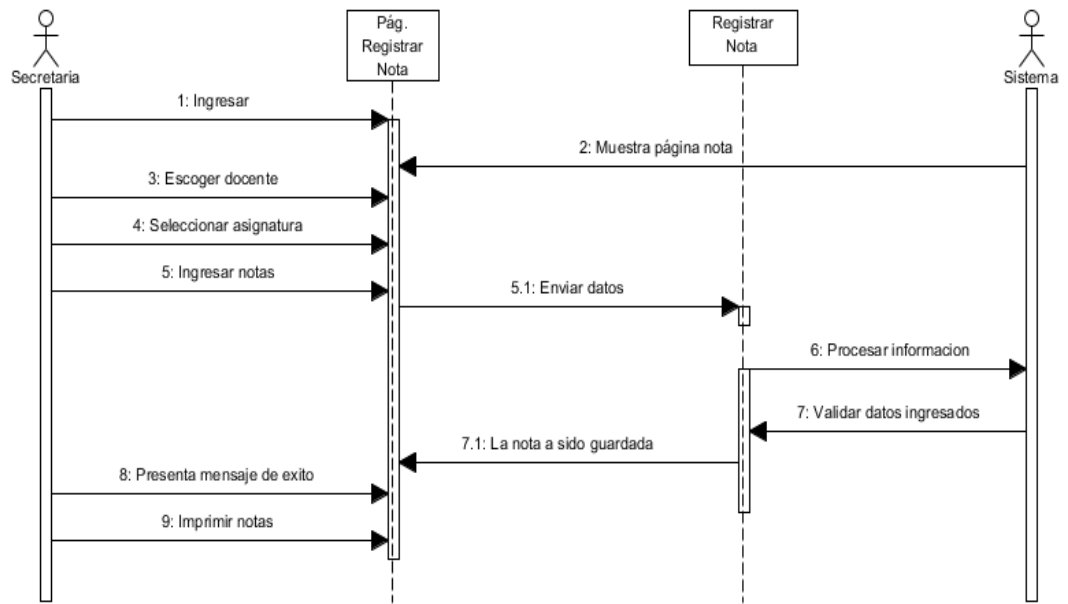 Pág.
Registrar
Nota
Registrar
Nota
Secretaria
Sistema
1: Ingresar
2: Muestra página nota
3: Escoger docente
4: Seleccionar asignatura
5: Ingresar notas
5.1: Enviar datos
6: Procesar informacion
7: Validar datos ingresados
7.1: La nota a sido guardada
8: Presenta mensaje de exito
9: Imprimir notas